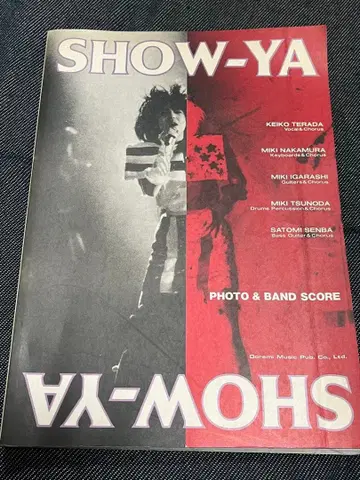 SHOW-YA
KEIKO TERADA
Vocal&Chorus
MIKI NAKAMURA
Keyboards&Chorus
MIKI IGARASHI
Guitars&Chorus
MIKI TSUNODA
Drums Percussion&Chorus
SATOMI SENBA
Bass Guitar&Chorus
PHOTO & BAND SCORE
Doremi Music Pub. Co., Ltd.
SHOW-YA